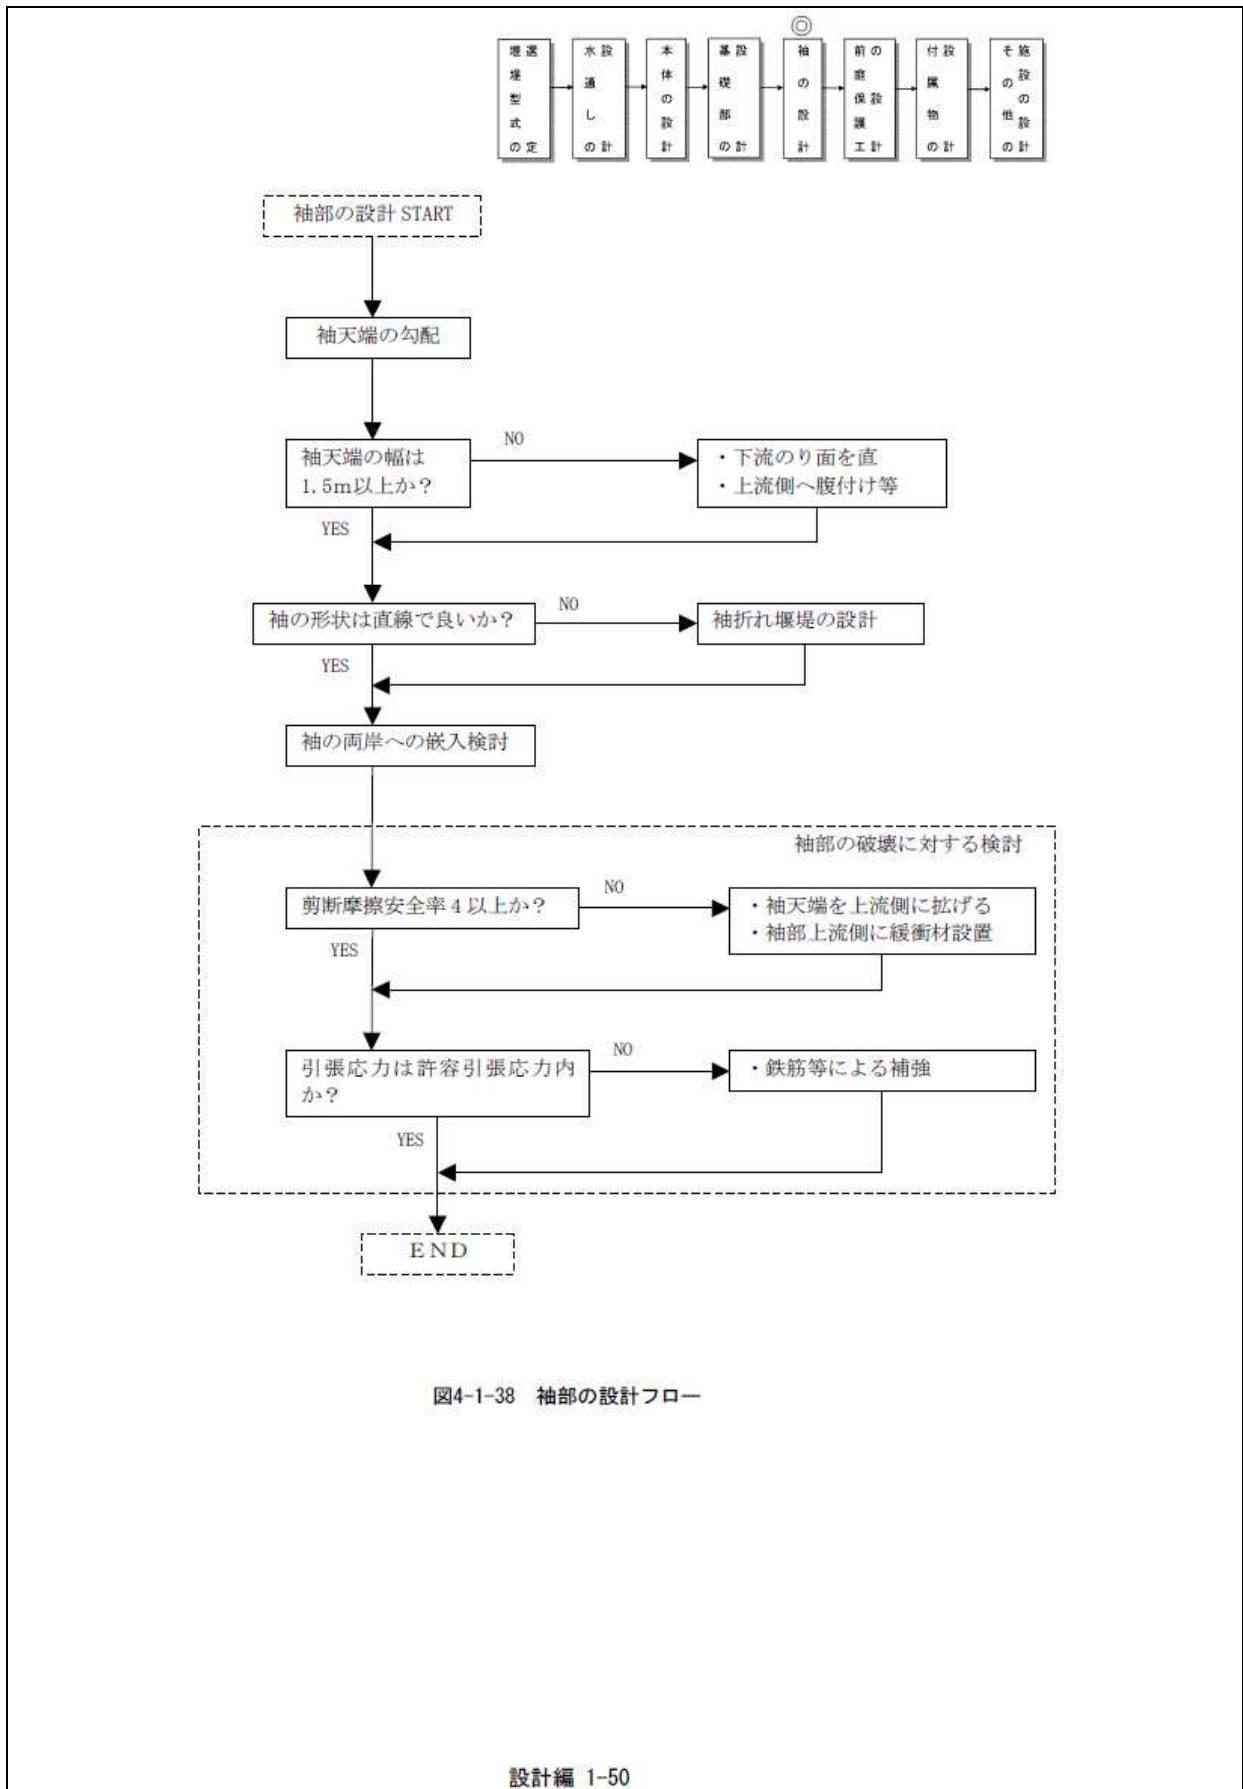 ◎
堰堤型式の選定
水通しの設計
本体の設計
基礎部の設計
袖の設計
前庭保護工の設計
付属物の設計
その他の施設の設計
袖部の設計 START
袖天端の勾配
袖天端の幅は
1.5m以上か？
NO
・下流のり面を直
・上流側へ腹付け等
YES
袖の形状は直線で良いか？
NO
袖折れ堰堤の設計
YES
袖の両岸への嵌入検討
袖部の破壊に対する検討
剪断摩擦安全率４以上か？
NO
・袖天端を上流側に拡げる
・袖部上流側に緩衝材設置
YES
引張応力は許容引張応力内
か？
NO
・鉄筋等による補強
YES
ＥＮＤ
図4-1-38　袖部の設計フロー
設計編 1-50